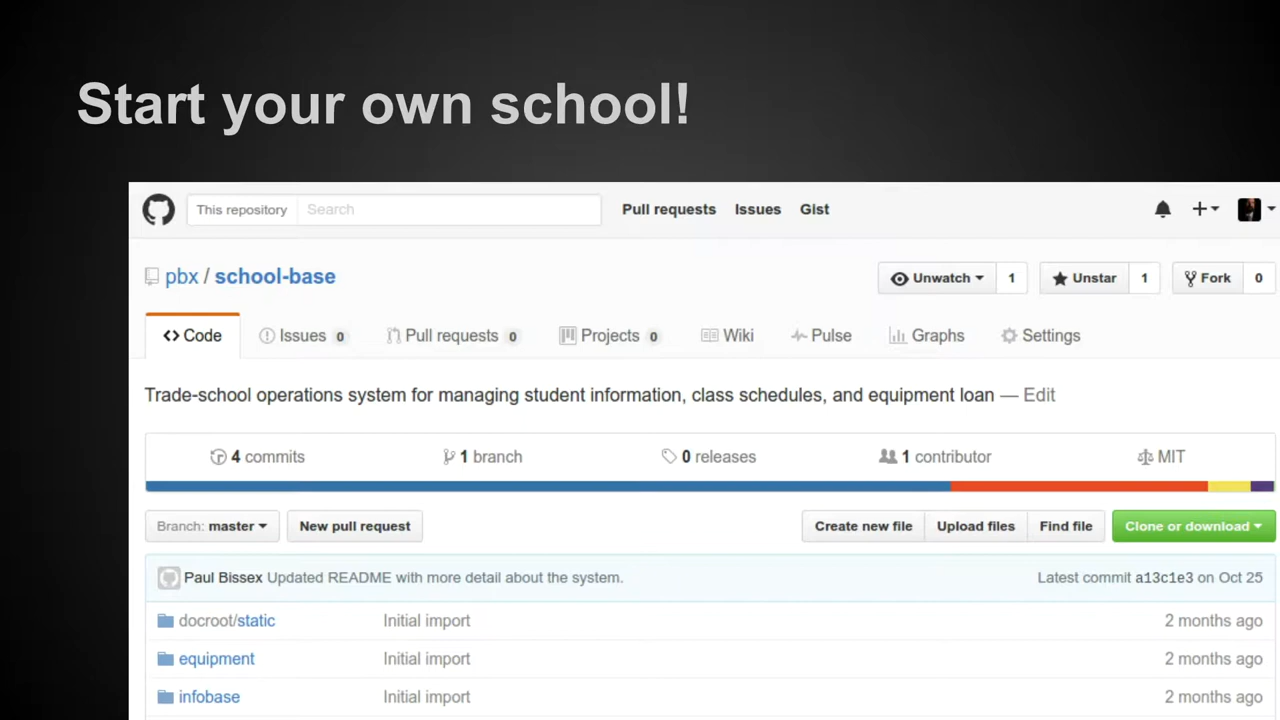 Start your own school!
This repository Search Pull requests Issues Gist
pbx / school-base Unwatch 1 Unstar 1 Fork 0
Code Issues 0 Pull requests 0 Projects 0 Wiki Pulse Graphs Settings
Trade-school operations system for managing student information, class schedules, and equipment loan — Edit
4 commits 1 branch 0 releases 1 contributor MIT
Branch: master New pull request Create new file Upload files Find file Clone or download
Paul Bissex Updated README with more detail about the system. Latest commit a13c1e3 on Oct 25
docroot/static Initial import 2 months ago
equipment Initial import 2 months ago
infobase Initial import 2 months ago